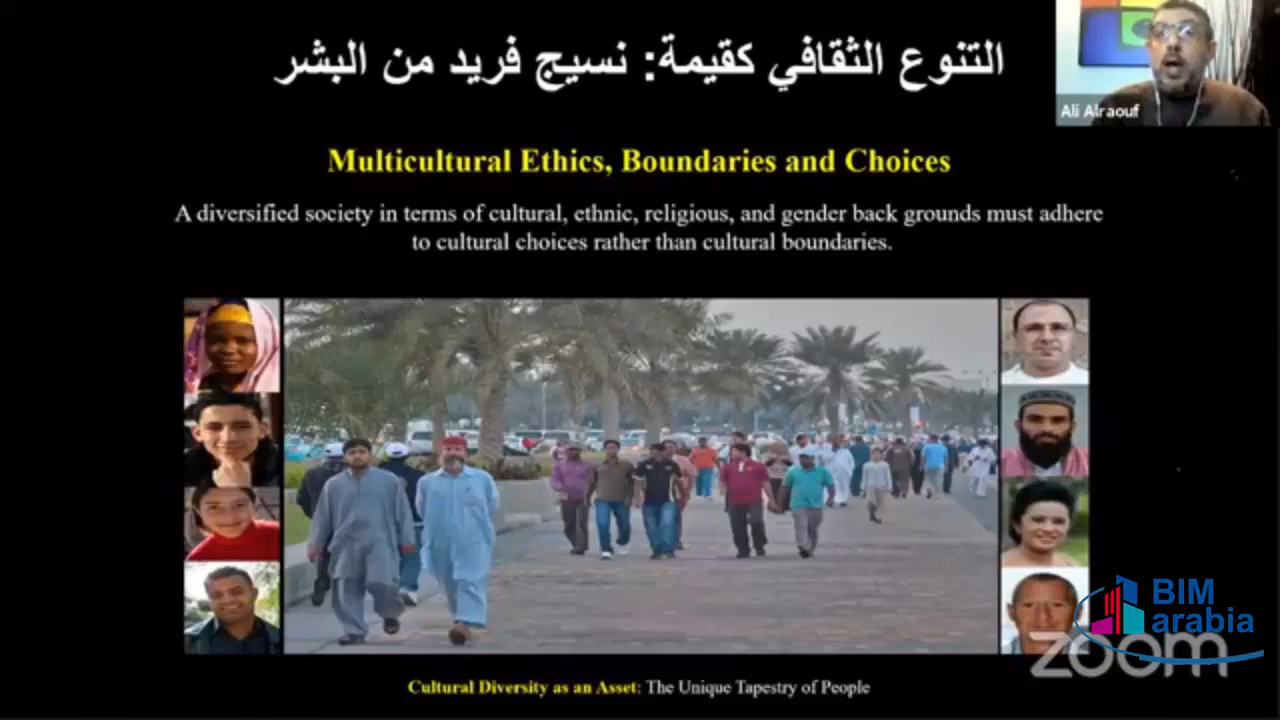 التنوع الثقافي كقيمة: نسيج فريد من البشر
Ali Alraouf
Multicultural Ethics, Boundaries and Choices
A diversified society in terms of cultural, ethnic, religious, and gender back grounds must adhere
to cultural choices rather than cultural boundaries.
BIM
arabia
zoom
Cultural Diversity as an Asset: The Unique Tapestry of People